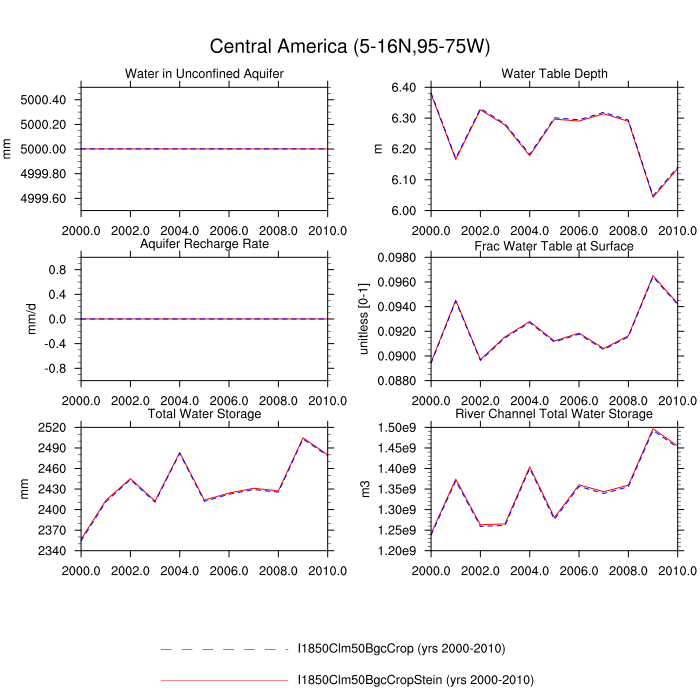 Central America (5-16N,95-75W)
Water in Unconfined Aquifer
5000.40
5000.20
5000.00
4999.80
4999.60
mm
2000.0 2002.0 2004.0 2006.0 2008.0 2010.0
Water Table Depth
6.40
6.30
6.20
6.10
6.00
m
2000.0 2002.0 2004.0 2006.0 2008.0 2010.0
Aquifer Recharge Rate
0.8
0.4
0.0
-0.4
-0.8
mm/d
2000.0 2002.0 2004.0 2006.0 2008.0 2010.0
Frac Water Table at Surface
0.0980
0.0960
0.0940
0.0920
0.0900
0.0880
unitless [0-1]
2000.0 2002.0 2004.0 2006.0 2008.0 2010.0
Total Water Storage
2520
2490
2460
2430
2400
2370
2340
mm
2000.0 2002.0 2004.0 2006.0 2008.0 2010.0
River Channel Total Water Storage
1.50e9
1.45e9
1.40e9
1.35e9
1.30e9
1.25e9
1.20e9
m3
2000.0 2002.0 2004.0 2006.0 2008.0 2010.0
I1850Clm50BgcCrop (yrs 2000-2010)
I1850Clm50BgcCropStein (yrs 2000-2010)